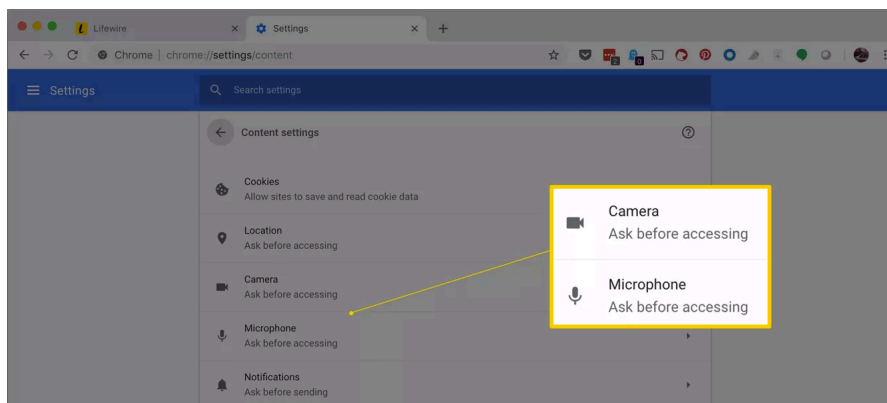 Lifewire
Settings
Chrome | chrome://settings/content
2
0
Settings
Search settings
Content settings
Cookies
Allow sites to save and read cookie data
Location
Ask before accessing
Camera
Ask before accessing
Microphone
Ask before accessing
Notifications
Ask before sending
Camera
Ask before accessing
Microphone
Ask before accessing